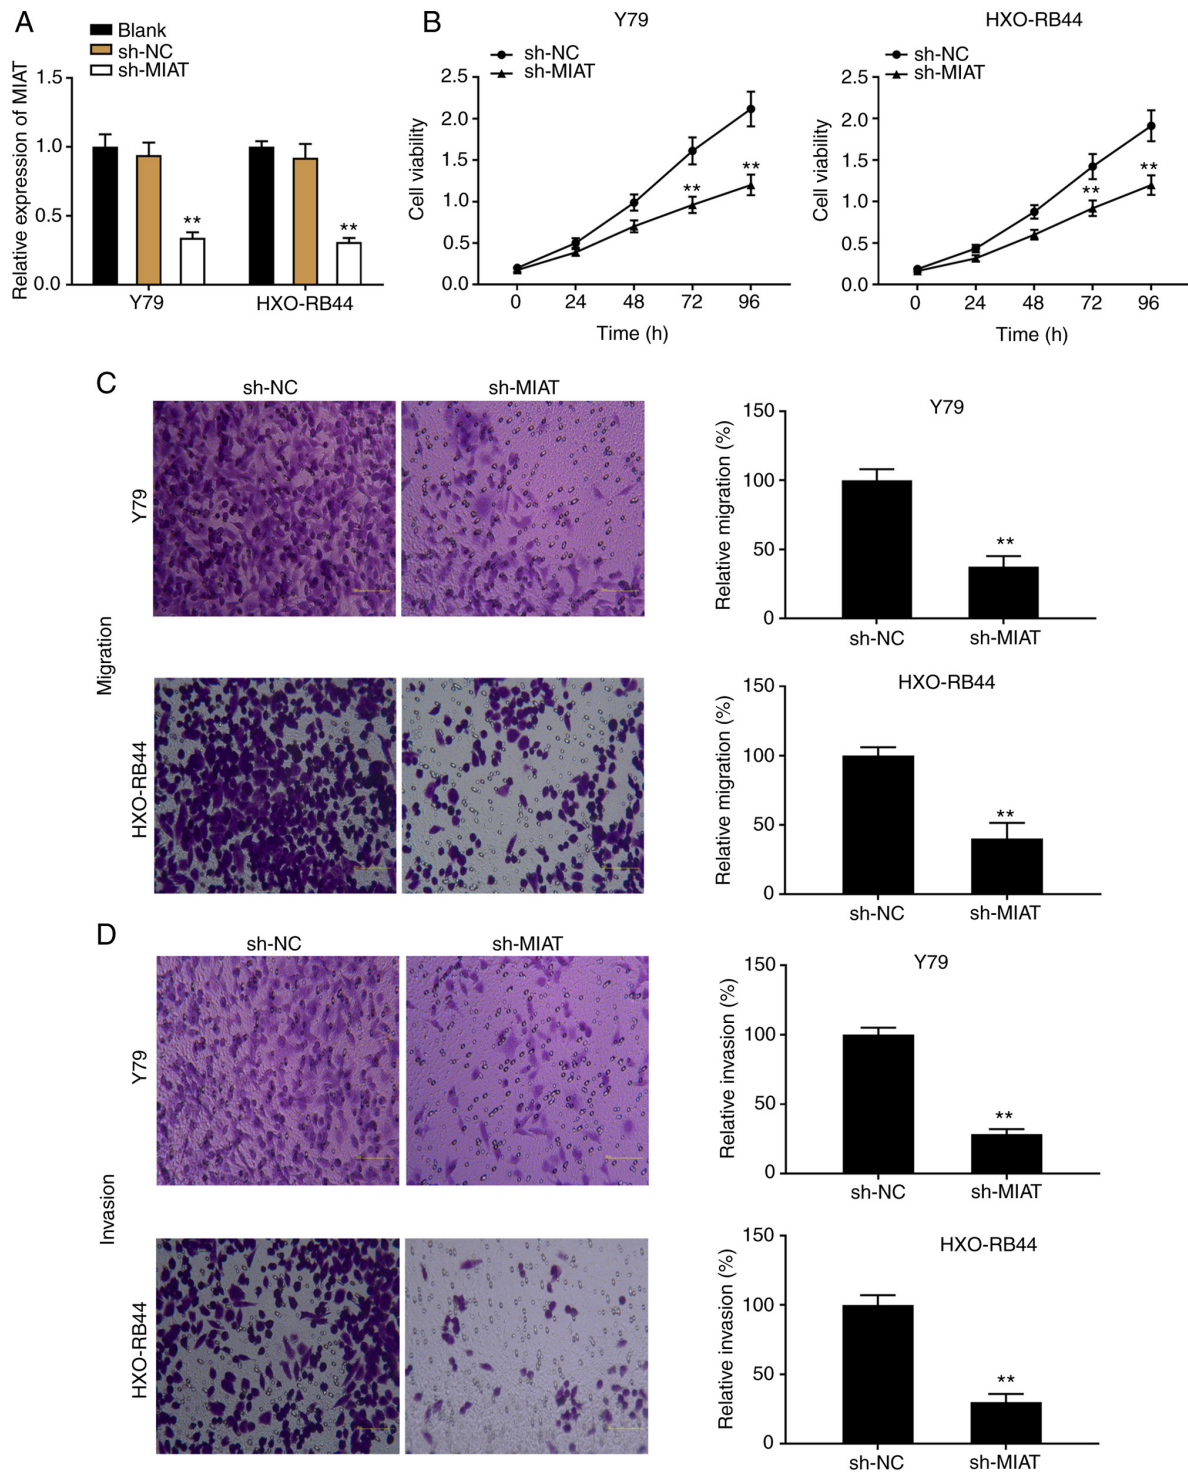 A
Blank
sh-NC
sh-MIAT
Relative expression of MIAT
1.5
1.0
0.5
0.0
**
**
Y79
HXO-RB44
B
Y79
sh-NC
sh-MIAT
Cell viability
2.5
2.0
1.5
1.0
0.5
0.0
**
**
0 24 48 72 96
Time (h)
HXO-RB44
sh-NC
sh-MIAT
Cell viability
2.5
2.0
1.5
1.0
0.5
0.0
**
**
0 24 48 72 96
Time (h)
C
Migration
sh-NC
sh-MIAT
Y79
HXO-RB44
Y79
Relative migration (%)
150
100
50
0
**
sh-NC
sh-MIAT
HXO-RB44
Relative migration (%)
150
100
50
0
**
sh-NC
sh-MIAT
D
Invasion
sh-NC
sh-MIAT
Y79
HXO-RB44
Y79
Relative invasion (%)
150
100
50
0
**
sh-NC
sh-MIAT
HXO-RB44
Relative invasion (%)
150
100
50
0
**
sh-NC
sh-MIAT